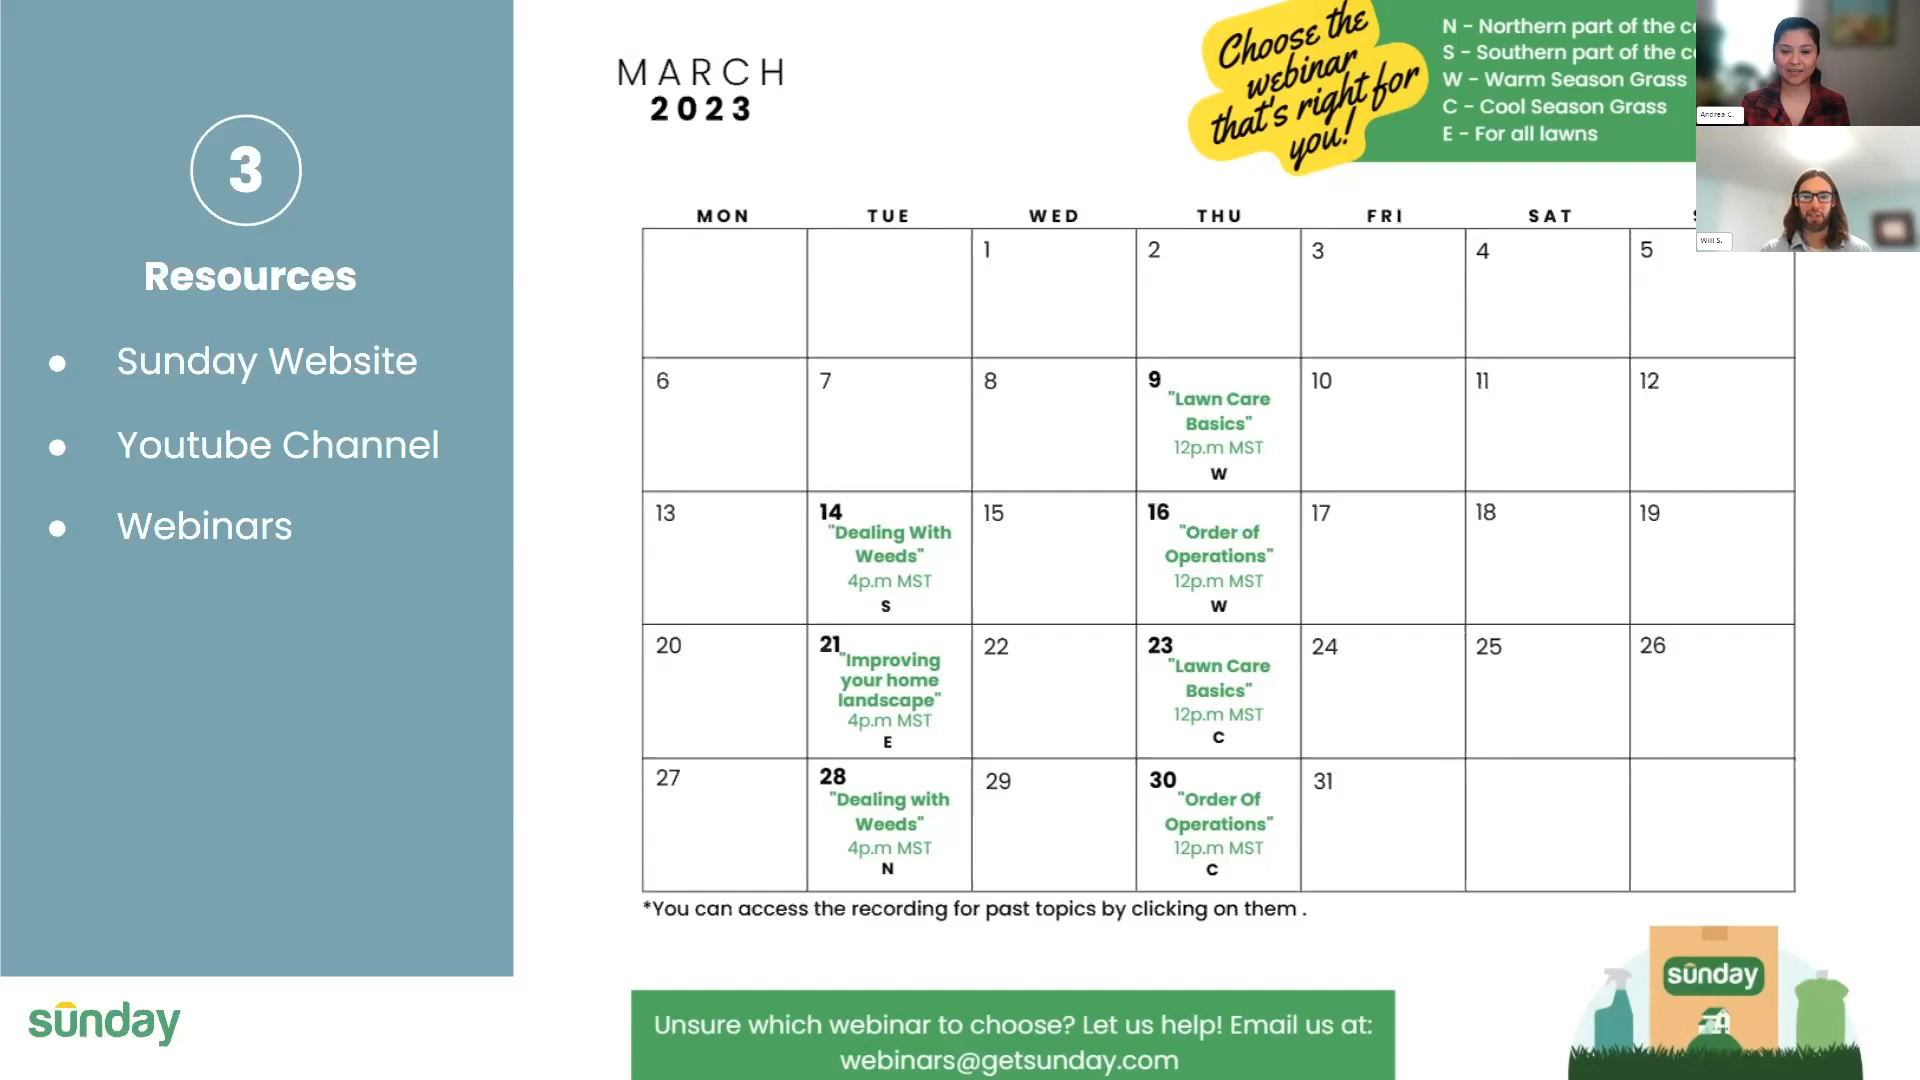 3
Resources
Sunday Website
Youtube Channel
Webinars
sunday
MARCH
2023
Choose the
webinar
that's right for
you!
N - Northern part of the
S - Southern part of the
W - Warm Season Grass
C - Cool Season Grass
E - For all lawns
Andrea C.
Will S.
MON TUE WED THU FRI SAT
1 2 3 4 5
6 7 8 9 10 11 12
"Lawn Care
Basics"
12p.m MST
W
13 14 15 16 17 18 19
"Dealing With
Weeds"
4p.m MST
S
"Order of
Operations"
12p.m MST
W
20 21 22 23 24 25 26
"Improving
your home
landscape"
4p.m MST
E
"Lawn Care
Basics"
12p.m MST
C
27 28 29 30 31
"Dealing with
Weeds"
4p.m MST
N
"Order Of
Operations"
12p.m MST
C
*You can access the recording for past topics by clicking on them .
Unsure which webinar to choose? Let us help! Email us at:
webinars@getsunday.com
sunday